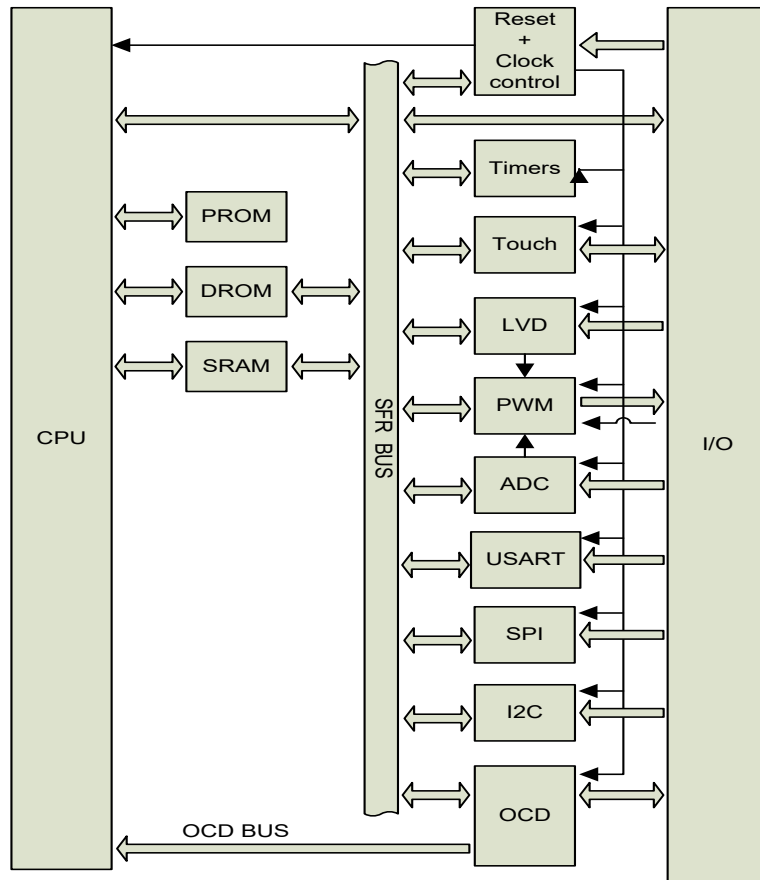 Reset
+
Clock
control
Timers
PROM
Touch
DROM
LVD
SRAM
PWM
CPU
SFR BUS
I/O
ADC
USART
SPI
I2C
OCD
OCD BUS